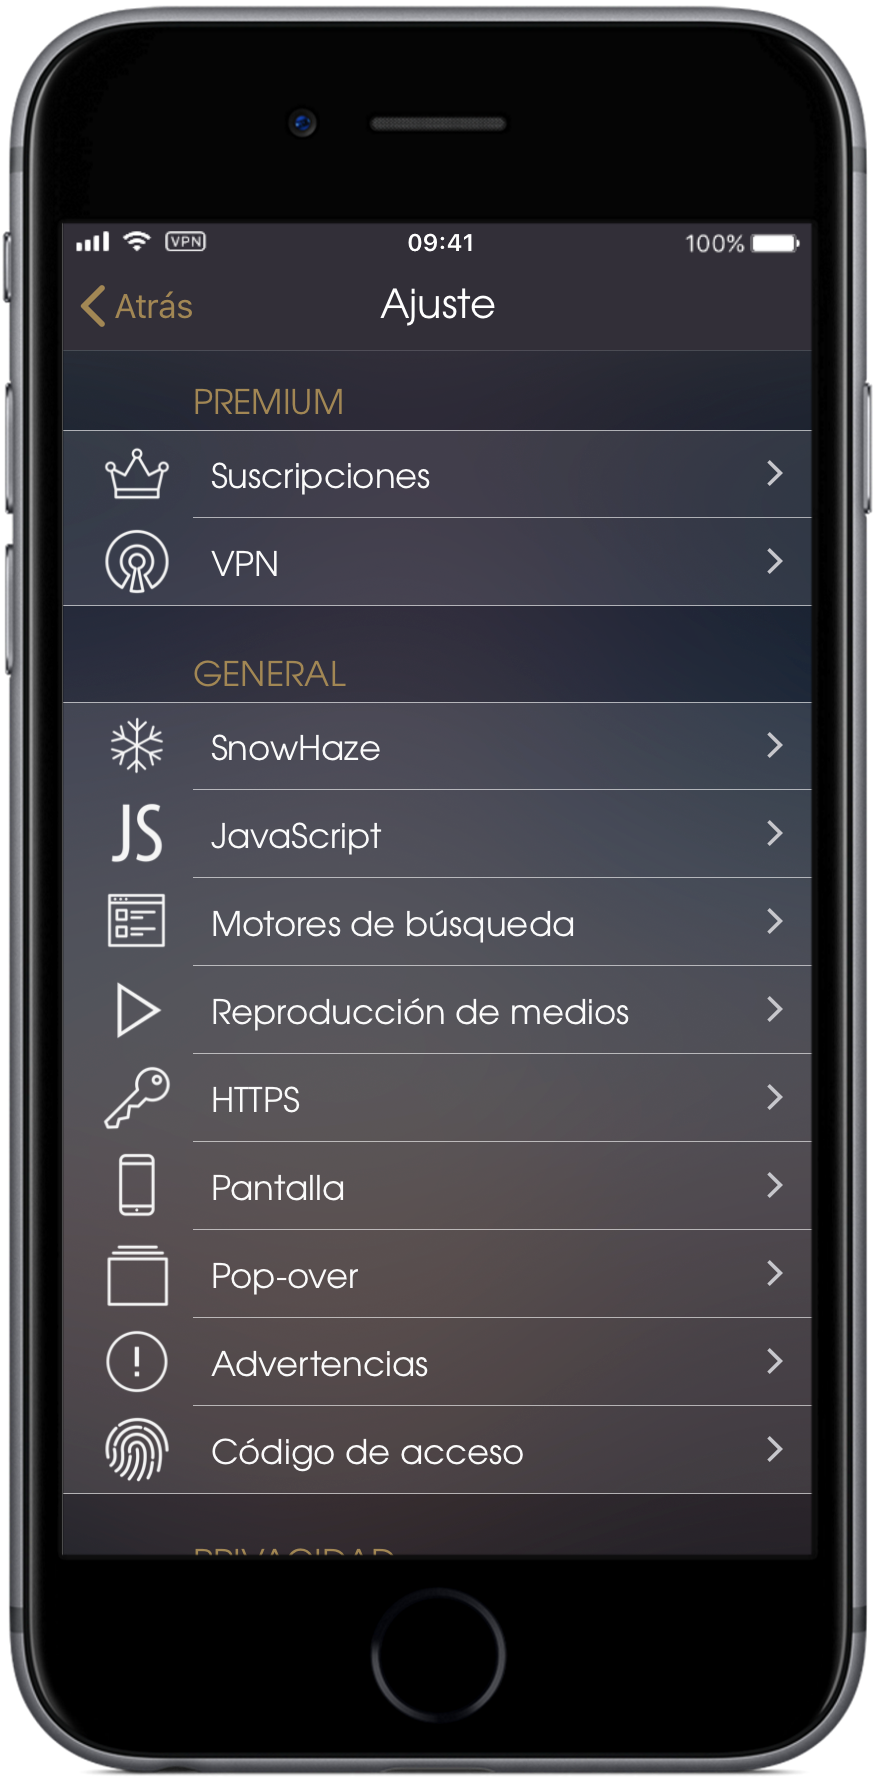 VPN 09:41 100%
Atrás Ajuste
PREMIUM
Suscripciones
VPN
GENERAL
SnowHaze
JS JavaScript
Motores de búsqueda
Reproducción de medios
HTTPS
Pantalla
Pop-over
Advertencias
Código de acceso
PRIVACIDAD